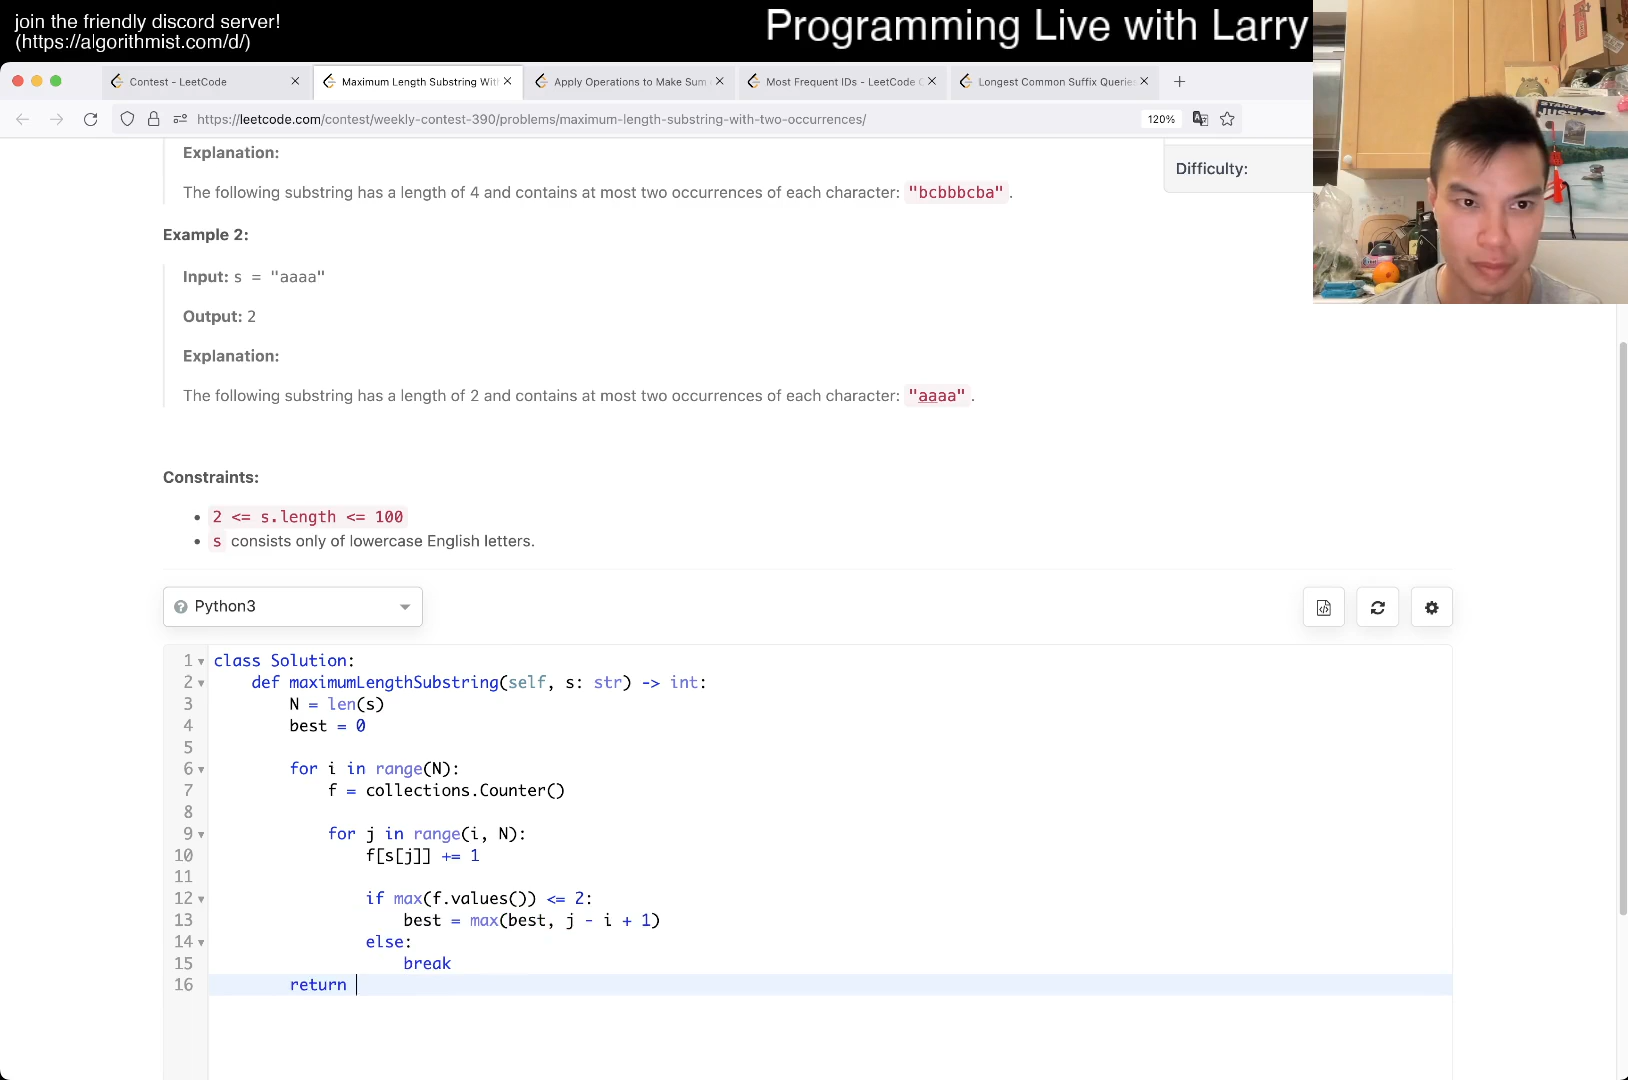 join the friendly discord server!
(https://algorithmist.com/d/)
Programming Live with Larry
Contest - LeetCode
Maximum Length Substring Wit
Apply Operations to Make Sum
Most Frequent IDs - LeetCode
Longest Common Suffix Querie
https://leetcode.com/contest/weekly-contest-390/problems/maximum-length-substring-with-two-occurrences/
120%
Explanation:
Difficulty:
The following substring has a length of 4 and contains at most two occurrences of each character: "bcbbbcba".
Example 2:
Input: s = "aaaa"
Output: 2
Explanation:
The following substring has a length of 2 and contains at most two occurrences of each character: "aaaa".
Constraints:
2 <= s.length <= 100
s consists only of lowercase English letters.
Python3
1 class Solution:
2 def maximumLengthSubstring(self, s: str) -> int:
3 N = len(s)
4 best = 0
5
6 for i in range(N):
7 f = collections.Counter()
8
9 for j in range(i, N):
10 f[s[j]] += 1
11
12 if max(f.values()) <= 2:
13 best = max(best, j - i + 1)
14 else:
15 break
16 return